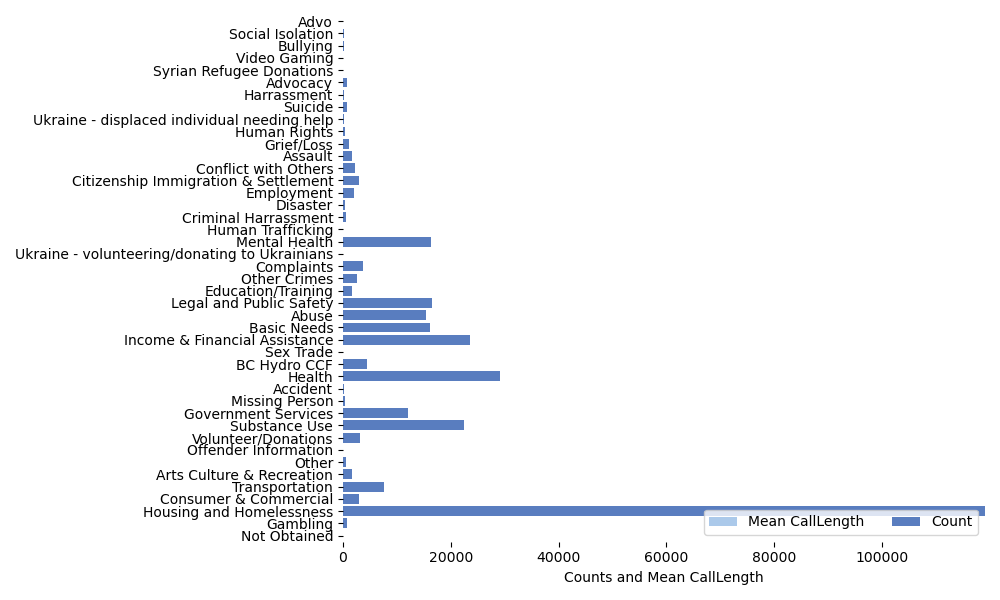 Advo
Social Isolation
Bullying
Video Gaming
Syrian Refugee Donations
Advocacy
Harrassment
Suicide
Ukraine - displaced individual needing help
Human Rights
Grief/Loss
Assault
Conflict with Others
Citizenship Immigration & Settlement
Employment
Disaster
Criminal Harrassment
Human Trafficking
Mental Health
Ukraine - volunteering/donating to Ukrainians
Complaints
Other Crimes
Education/Training
Legal and Public Safety
Abuse
Basic Needs
Income & Financial Assistance
Sex Trade
BC Hydro CCF
Health
Accident
Missing Person
Government Services
Substance Use
Volunteer/Donations
Offender Information
Other
Arts Culture & Recreation
Transportation
Consumer & Commercial
Housing and Homelessness
Gambling
Not Obtained
Mean CallLength Count
0 20000 40000 60000 80000 100000
Counts and Mean CallLength